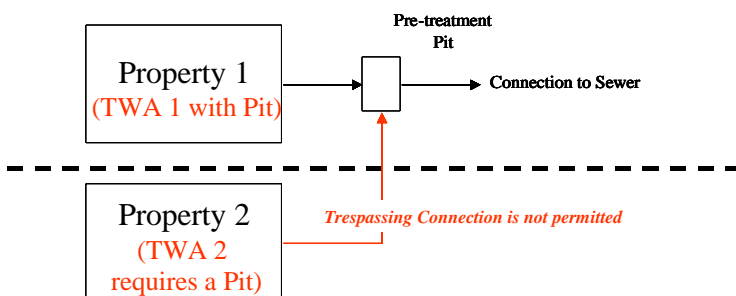 Pre-treatment
Pit
Property 1
(TWA 1 with Pit)
Connection to Sewer
Property 2
(TWA 2
requires a Pit)
Trespassing Connection is not permitted